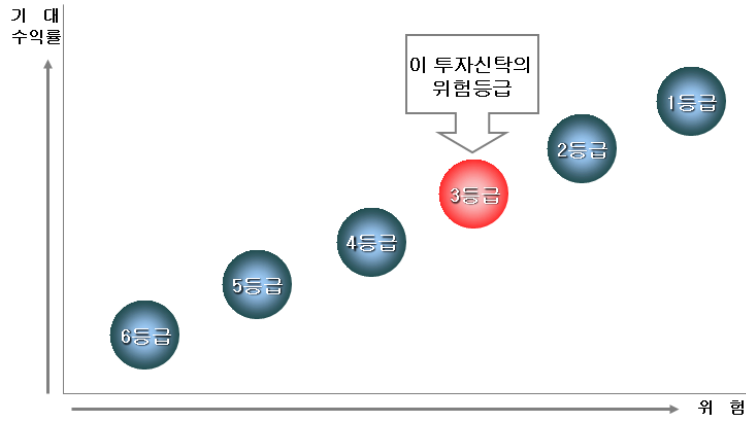 기 대
수익률
이 투자신탁의
위험등급
1등급
2등급
3등급
4등급
5등급
6등급
위 험